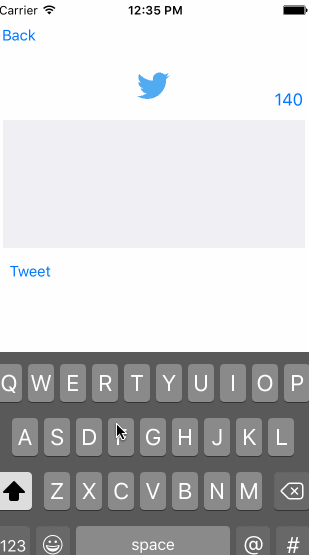 Carrier 12:35 PM
Back
140
Tweet
Q W E R T Y U I O P
A S D F G H J K L
Z X C V B N M
123 space @ #